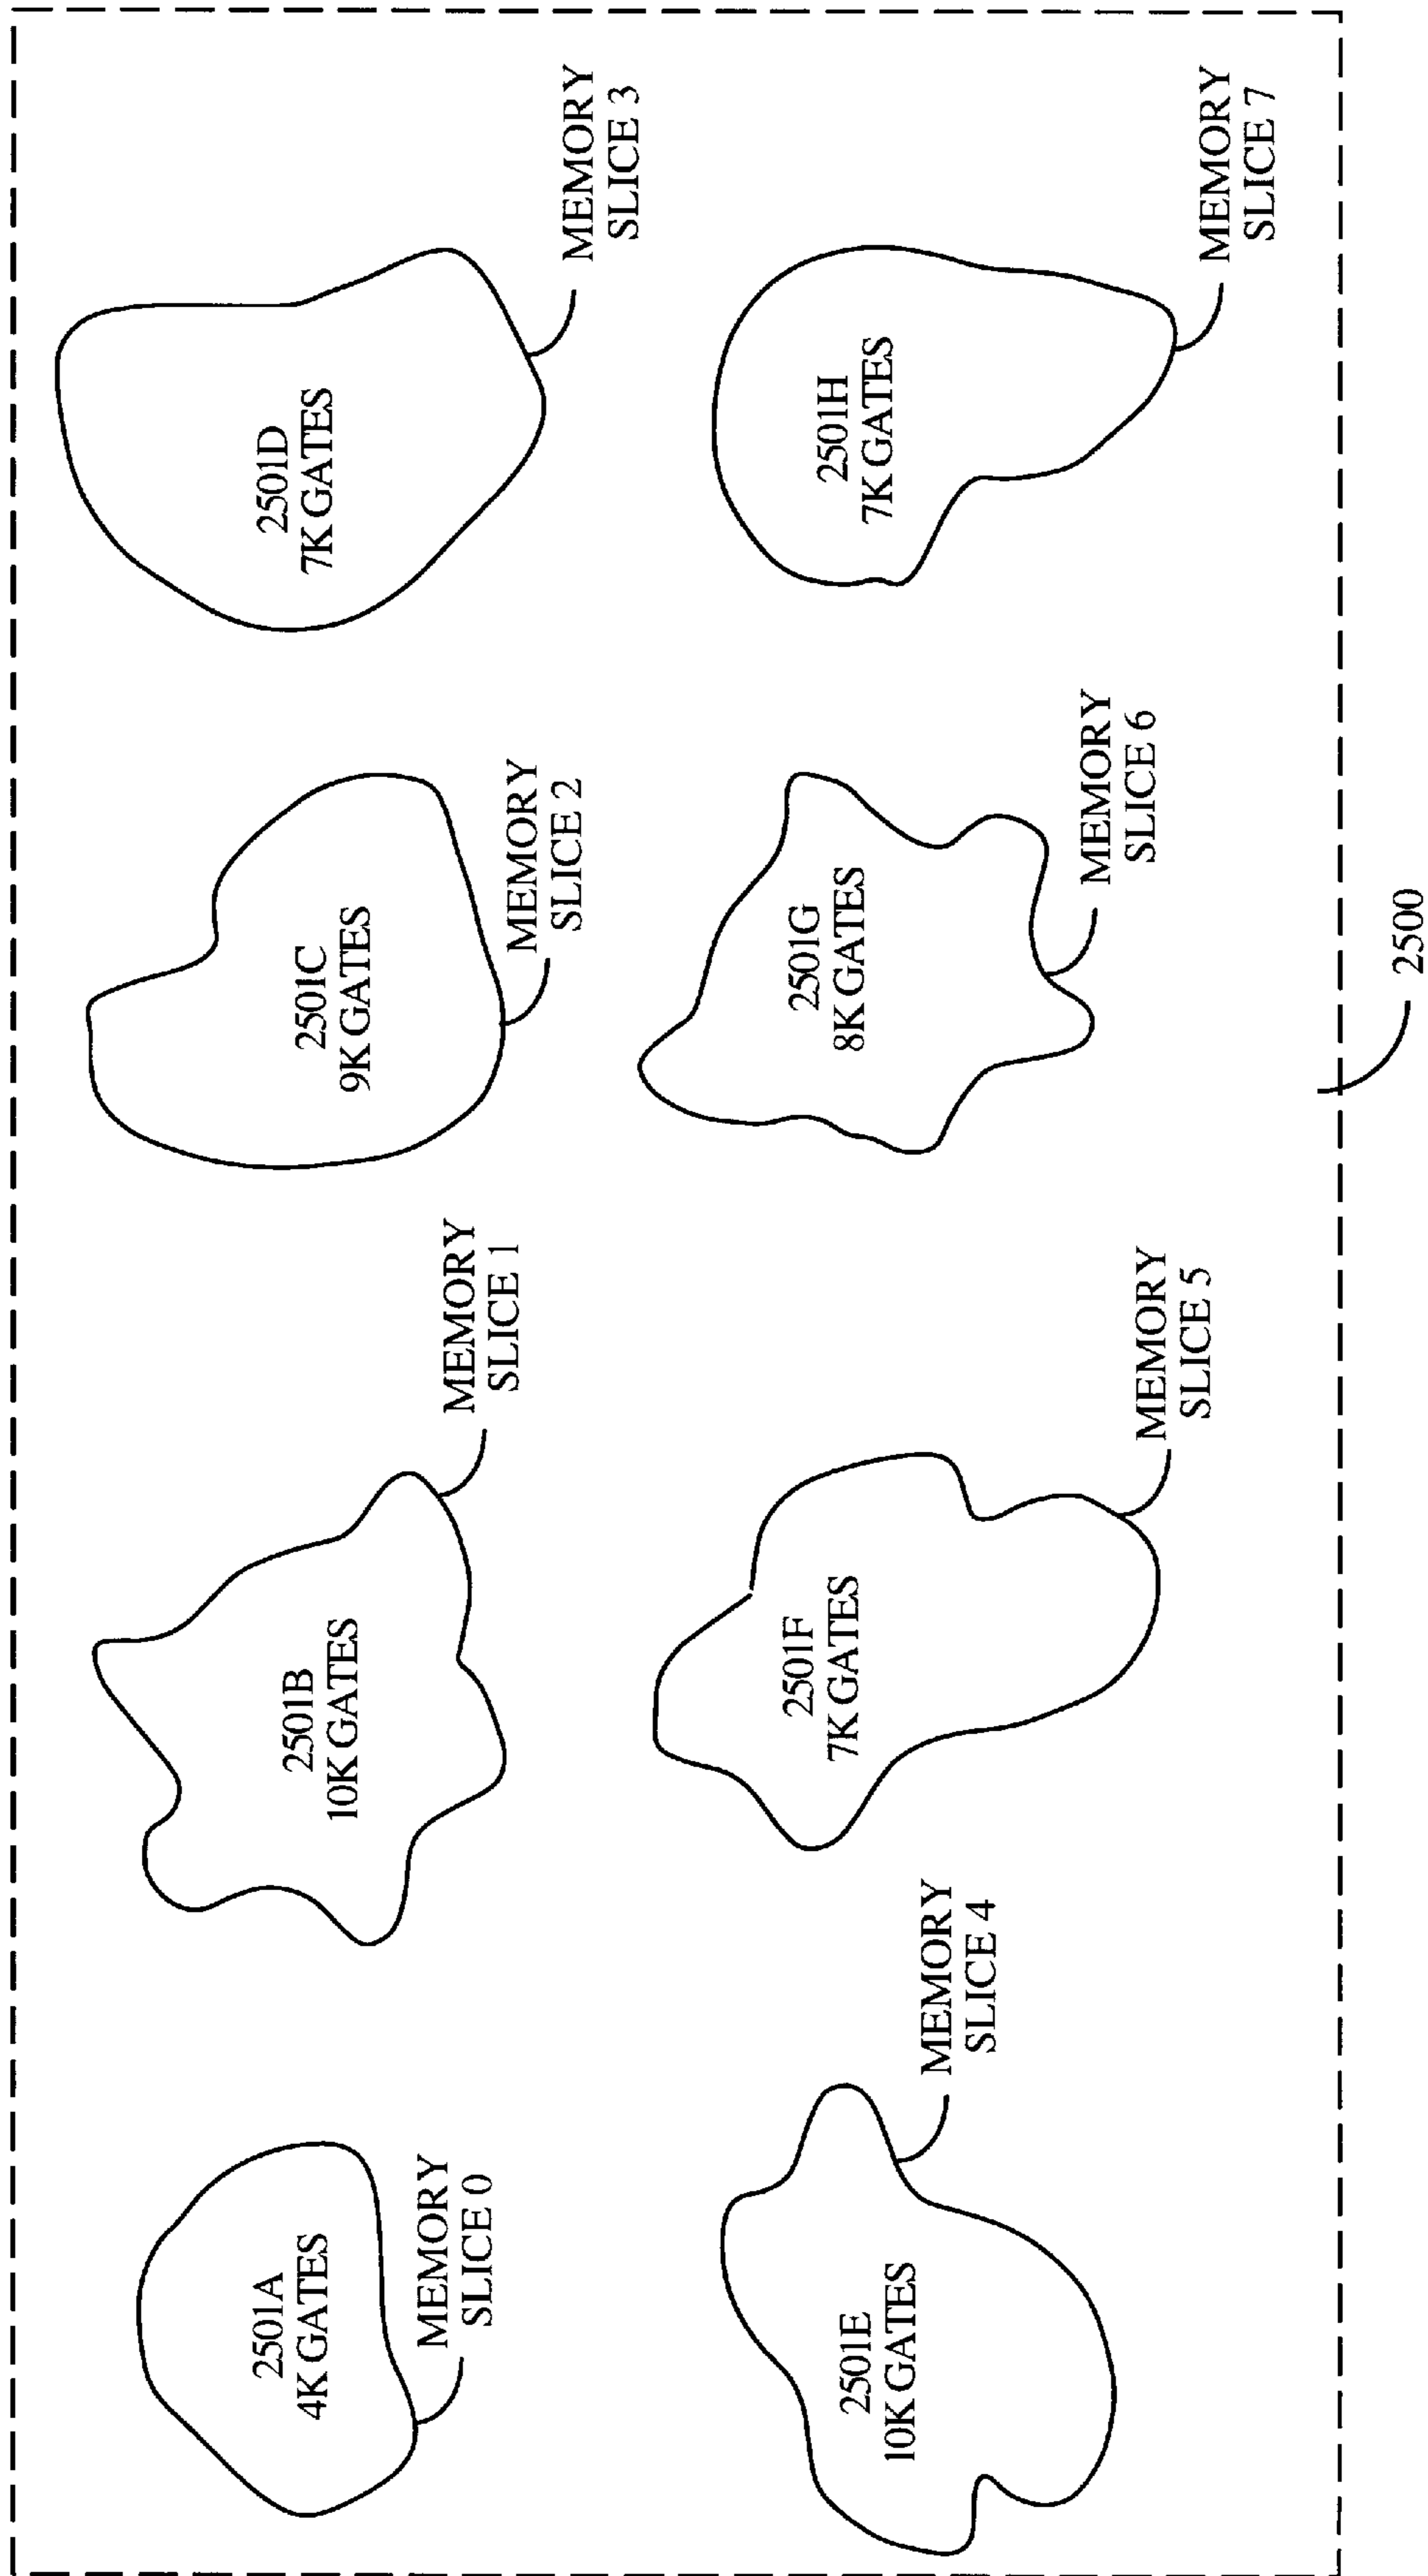 2501A
4K GATES
MEMORY
SLICE 0
2501B
10K GATES
MEMORY
SLICE 1
2501C
9K GATES
MEMORY
SLICE 2
2501D
7K GATES
MEMORY
SLICE 3
2501E
10K GATES
MEMORY
SLICE 4
2501F
7K GATES
MEMORY
SLICE 5
2501G
8K GATES
MEMORY
SLICE 6
2501H
7K GATES
MEMORY
SLICE 7
2500